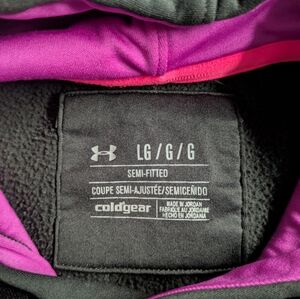 LG / G / G
SEMI-FITTED
COUPE SEMI-AJUSTÉE/SEMICEÑIDO
coldgear
MADE IN JORDAN
FABRIQUÉ AU JORDANIE
HECHO EN JORDANIA